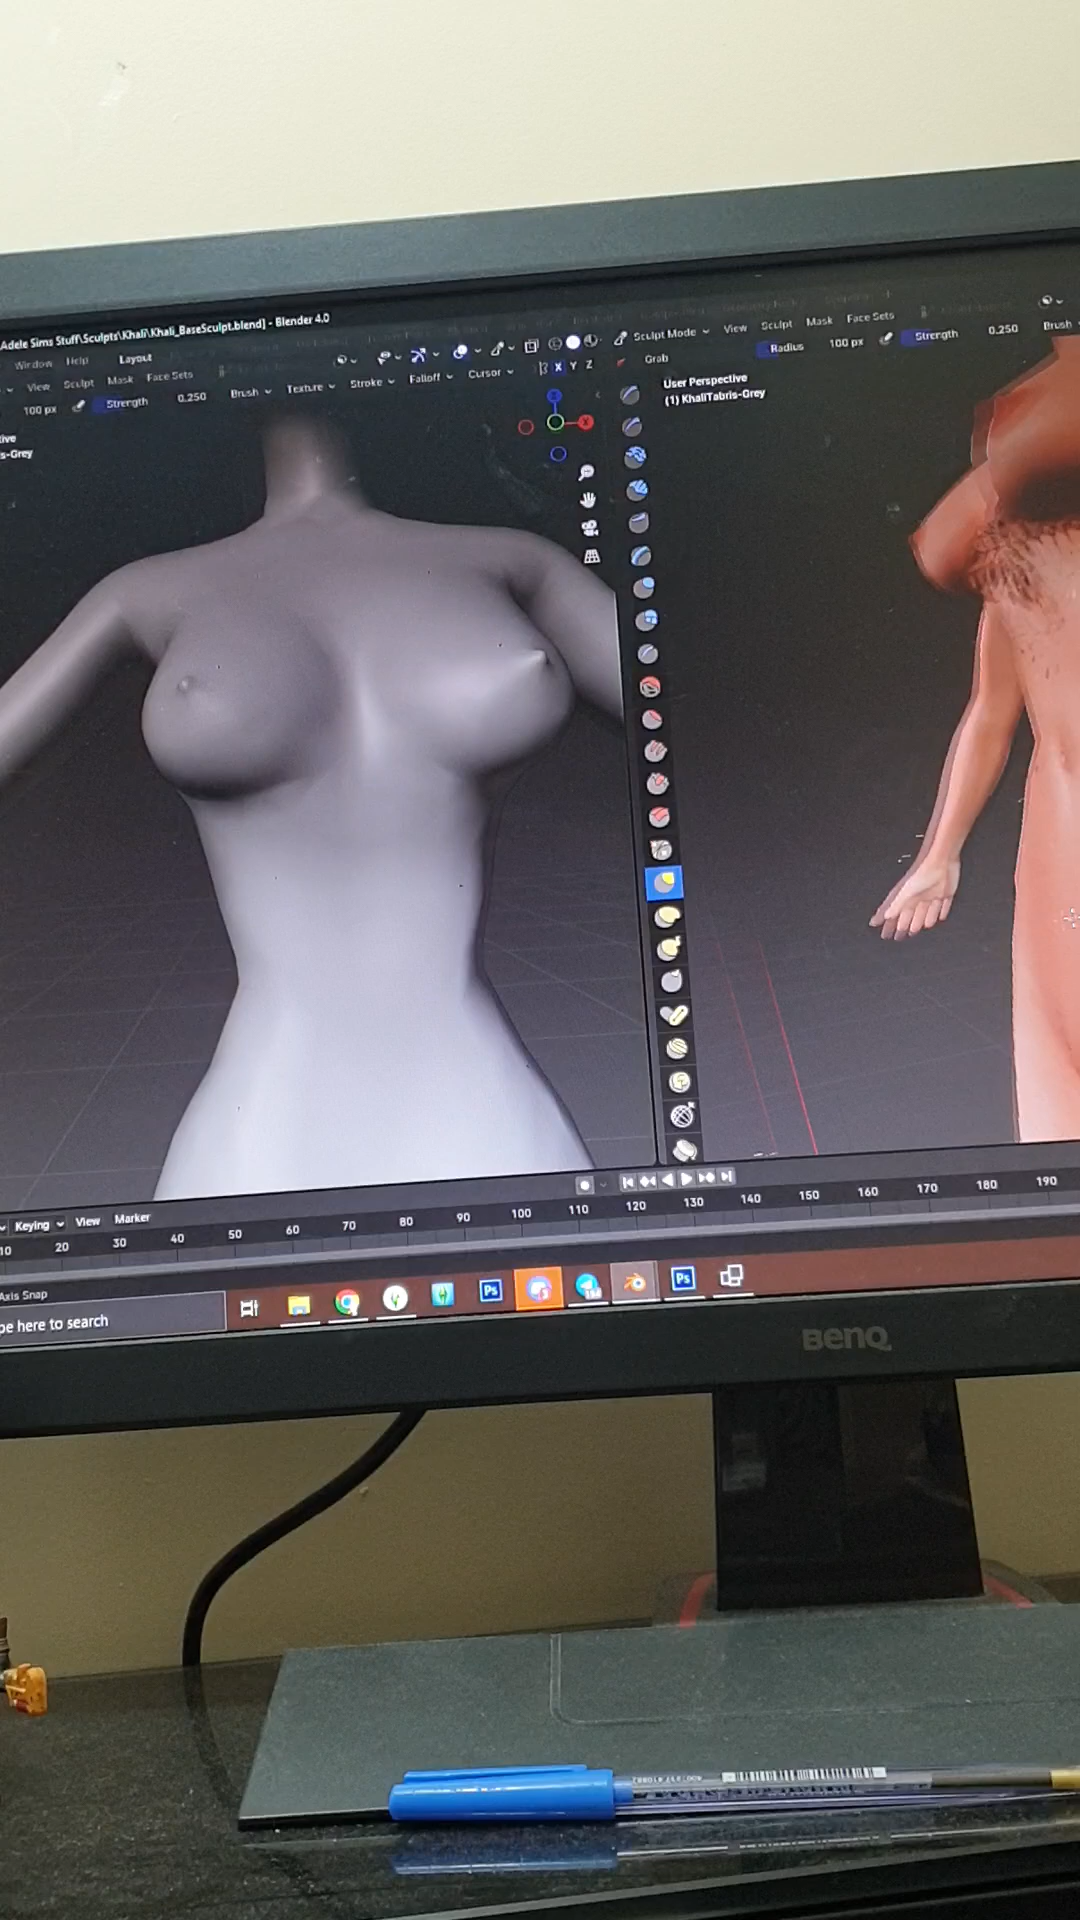 Adele Sims Stuff\Sculpts\Khali\Khali_BaseSculpt.blend] - Blender 4.0
Window Help Layout
View Sculpt Mask Face Sets
100 px Strength 0.250 Brush Texture Stroke Falloff Cursor
X Y Z
tive
s-Grey
Sculpt Mode View Sculpt Mask Face Sets
Grab Radius 100 px Strength 0.250 Brush
User Perspective
(1) KhaliTabris-Grey
Keying View Marker
10 20 30 40 50 60 70 80 90 100 110 120 130 140 150 160 170 180 190
Axis Snap
pe here to search
Ps
Ps
BenQ